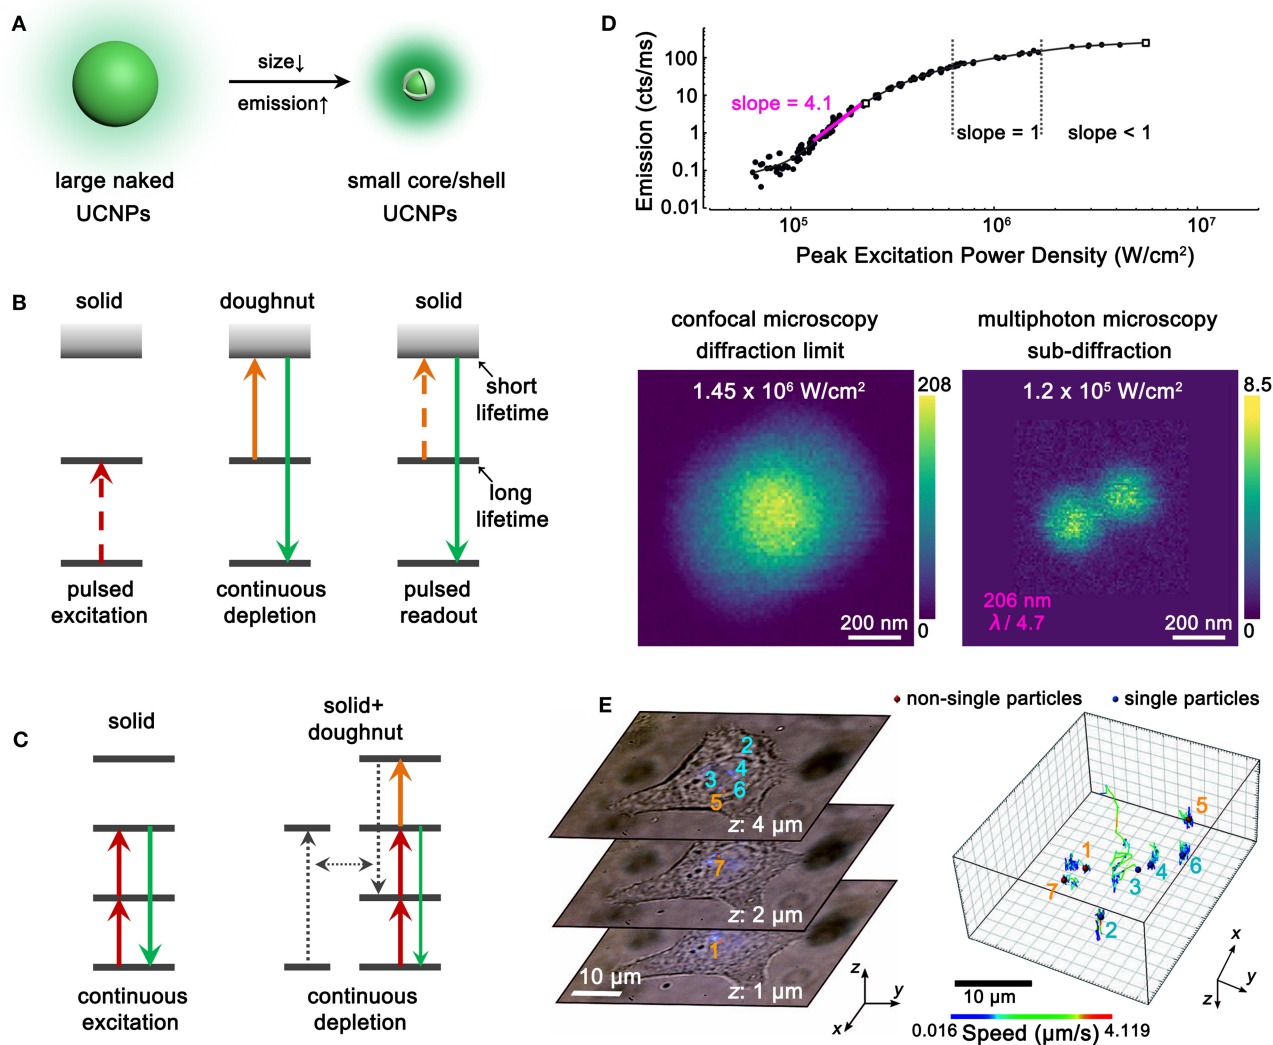 A
size↓
emission↑
large naked
UCNPs
small core/shell
UCNPs
B
solid
doughnut
solid
short
lifetime
long
lifetime
pulsed
excitation
continuous
depletion
pulsed
readout
C
solid
solid+
doughnut
continuous
excitation
continuous
depletion
D
Emission (cts/ms)
100
10
1
0.1
0.01
slope = 4.1
slope = 1
slope < 1
10⁵
10⁶
10⁷
Peak Excitation Power Density (W/cm²)
confocal microscopy
diffraction limit
1.45 x 10⁶ W/cm²
208
0
200 nm
multiphoton microscopy
sub-diffraction
1.2 x 10⁵ W/cm²
8.5
0
206 nm
λ / 4.7
200 nm
E
non-single particles
single particles
2
4
3
6
5
z: 4 µm
7
z: 2 µm
1
z: 1 µm
10 µm
z
y
x
5
1
6
4
7
3
2
x
y
z
10 µm
0.016 Speed (µm/s) 4.119